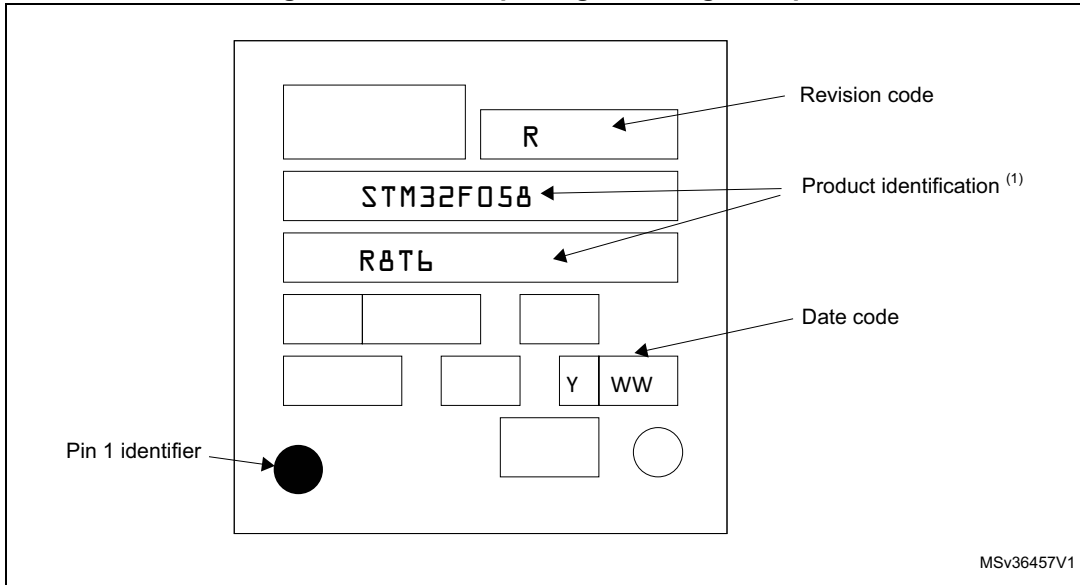 Revision code
R
STM32F058
Product identification (1)
R8T6
Date code
Y WW
Pin 1 identifier
MSv36457V1